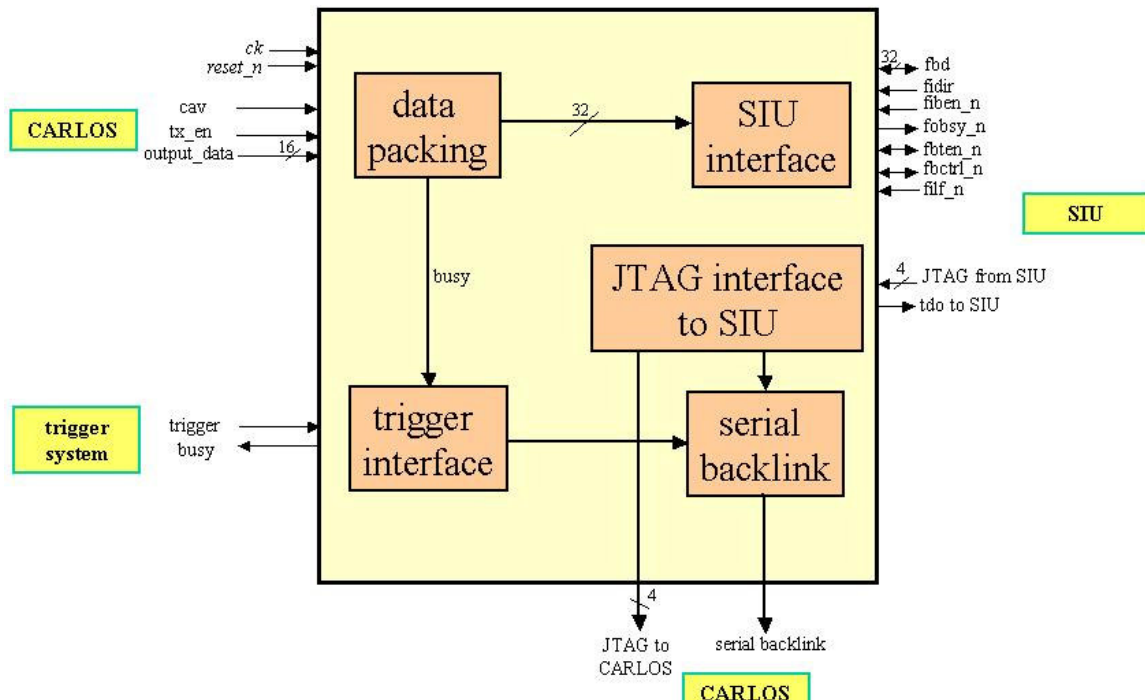 ck
reset_n
CARLOS
cav
tx_en
output_data
16
data
packing
32
SIU
interface
32
fbd
fidir
fiben_n
fobsy_n
fbten_n
fbctrl_n
filf_n
SIU
busy
JTAG interface
to SIU
4
JTAG from SIU
tdo to SIU
trigger
system
trigger
busy
trigger
interface
serial
backlink
4
JTAG to
CARLOS
serial backlink
CARLOS